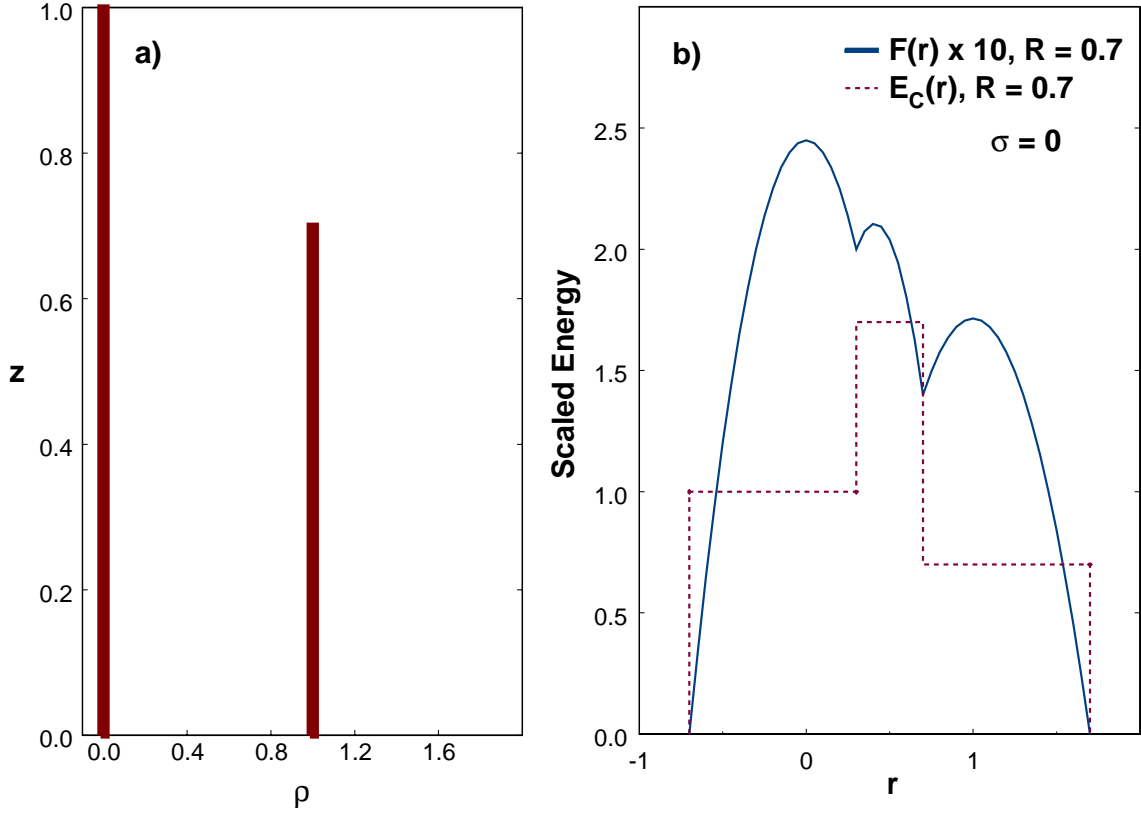 a)
1.0
0.8
0.6
0.4
0.2
0.0
z
0.0 0.4 0.8 1.2 1.6
ρ
b)
F(r) x 10, R = 0.7
E_C(r), R = 0.7
σ = 0
2.5
2.0
1.5
1.0
0.5
0.0
Scaled Energy
-1 0 1
r